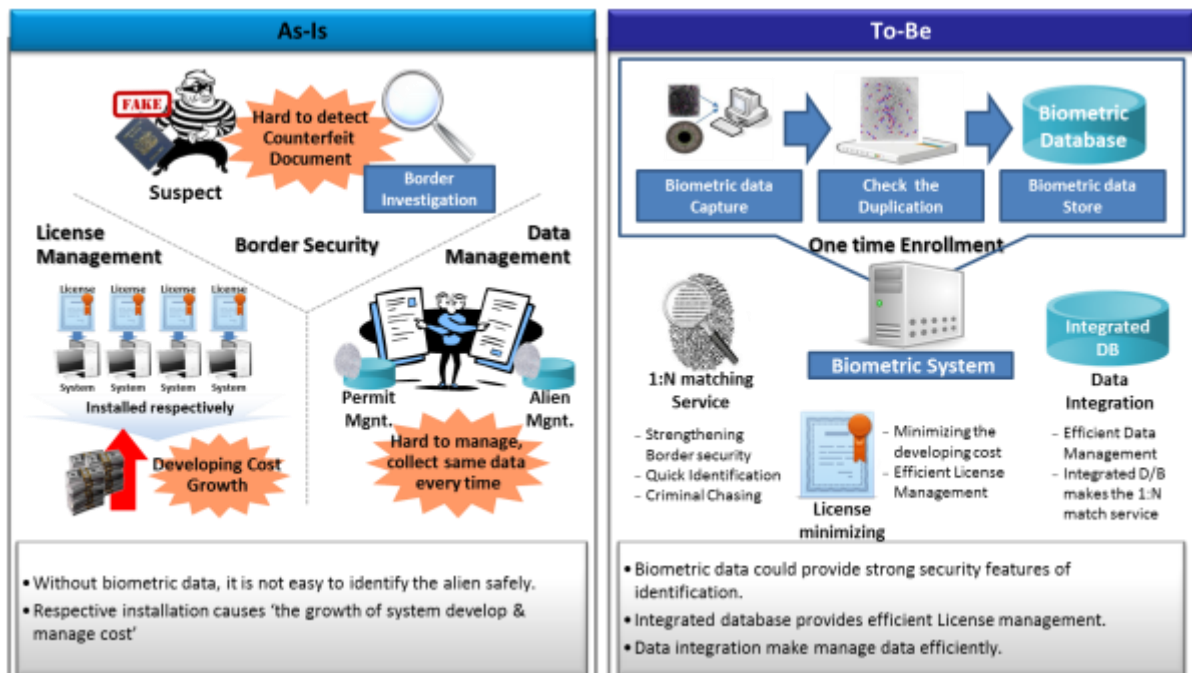 As-Is
FAKE
Hard to detect
Counterfeit
Document
Suspect
Border
Investigation
License
Management
Border Security
Data
Management
License
License
License
License
System
System
System
System
Installed respectively
Developing Cost
Growth
Permit
Mgnt.
Alien
Mgnt.
Hard to manage,
collect same data
every time
•Without biometric data, it is not easy to identify the alien safely.
•Respective installation causes ‘the growth of system develop &
manage cost’
To-Be
Biometric
Database
Biometric data
Capture
Check the
Duplication
Biometric data
Store
One time Enrollment
Biometric System
1:N matching
Service
– Strengthening
Border security
– Quick Identification
– Criminal Chasing
License
minimizing
– Minimizing the
developing cost
– Efficient License
Management
Integrated
DB
Data
Integration
– Efficient Data
Management
– Integrated D/B
makes the 1:N
match service
•Biometric data could provide strong security features of
identification.
•Integrated database provides efficient License management.
•Data integration make manage data efficiently.